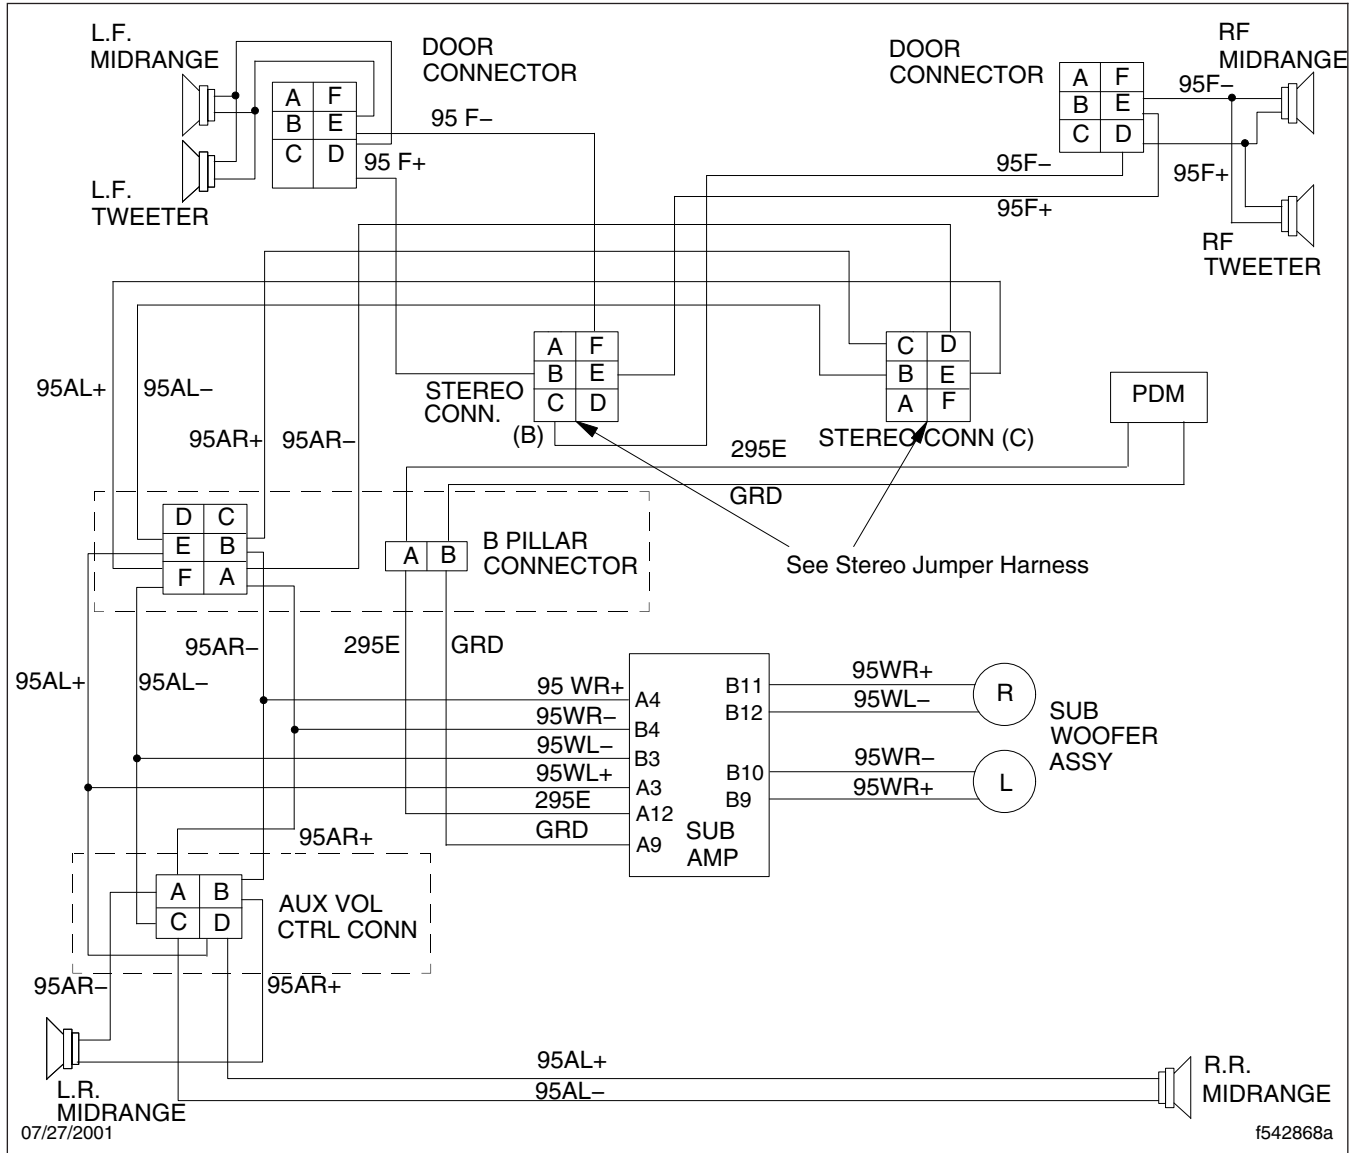 L.F.
MIDRANGE
DOOR
CONNECTOR
DOOR
CONNECTOR
RF
MIDRANGE
A F
B E
C D
A F
B E
C D
95F−
95 F−
95 F+
95F−
95F+
95F+
L.F.
TWEETER
RF
TWEETER
A F
B E
C D
C D
B E
A F
PDM
95AL+
95AL−
95AR+
95AR−
STEREO
CONN.
(B)
STEREO CONN (C)
295E
GRD
D C
E B
F A
A B
B PILLAR
CONNECTOR
See Stereo Jumper Harness
95AL+
95AL−
95AR−
295E
GRD
95 WR+
95WR−
95WL−
95WL+
295E
GRD
A4
B4
B3
A3
A12
A9
B11
B12
B10
B9
SUB
AMP
95WR+
95WL−
95WR−
95WR+
R
L
SUB
WOOFER
ASSY
95AR+
A B
C D
AUX VOL
CTRL CONN
95AR−
95AR+
L.R.
MIDRANGE
95AL+
95AL−
R.R.
MIDRANGE
07/27/2001
f542868a